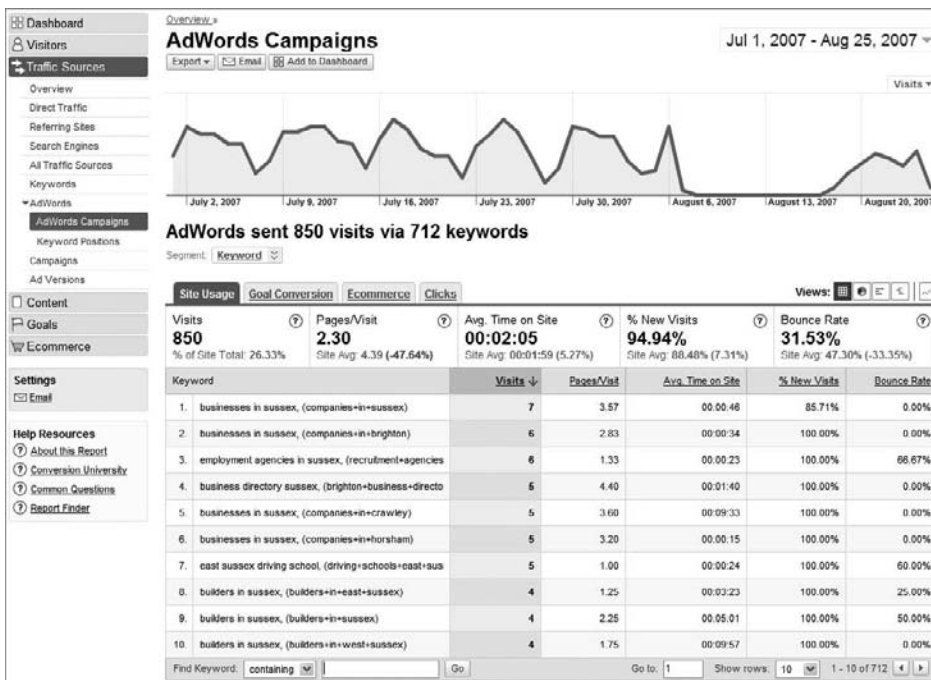 Dashboard
Visitors
Traffic Sources
Overview
Direct Traffic
Referring Sites
Search Engines
All Traffic Sources
Keywords
AdWords
AdWords Campaigns
Keyword Positions
Campaigns
Ad Versions
Content
Goals
Ecommerce
Settings
Email
Help Resources
About this Report
Conversion University
Common Questions
Report Finder
Overview »
AdWords Campaigns
Jul 1, 2007 - Aug 25, 2007
Export Email Add to Dashboard
Visits
July 2, 2007 July 9, 2007 July 16, 2007 July 23, 2007 July 30, 2007 August 6, 2007 August 13, 2007 August 20, 2007
AdWords sent 850 visits via 712 keywords
Segment: Keyword
Site Usage Goal Conversion Ecommerce Clicks Views:
Visits ? Pages/Visit ? Avg. Time on Site ? % New Visits ? Bounce Rate ?
850 2.30 00:02:05 94.94% 31.53%
% of Site Total: 26.33% Site Avg: 4.39 (-47.64%) Site Avg: 00:01:59 (5.27%) Site Avg: 88.48% (7.31%) Site Avg: 47.30% (-33.35%)
Keyword Visits ↓ Pages/Visit Avg. Time on Site % New Visits Bounce Rate
1. businesses in sussex, (companies+in+sussex) 7 3.57 00:00:46 85.71% 0.00%
2. businesses in sussex, (companies+in+brighton) 6 2.83 00:00:34 100.00% 0.00%
3. employment agencies in sussex, (recruitment+agencies 6 1.33 00:00:23 100.00% 66.67%
4. business directory sussex, (brighton+business+directo 5 4.40 00:01:40 100.00% 0.00%
5. businesses in sussex, (companies+in+crawley) 5 3.60 00:09:33 100.00% 0.00%
6. businesses in sussex, (companies+in+horsham) 5 3.20 00:00:15 100.00% 0.00%
7. east sussex driving school, (driving+schools+east+sus 5 1.00 00:00:24 100.00% 60.00%
8. builders in sussex, (builders+in+east+sussex) 4 1.25 00:03:23 100.00% 25.00%
9. builders in sussex, (builders+in+sussex) 4 2.25 00:05:01 100.00% 50.00%
10. builders in sussex, (builders+in+west+sussex) 4 1.75 00:09:57 100.00% 0.00%
Find Keyword: containing Go Go to: 1 Show rows: 10 1 - 10 of 712